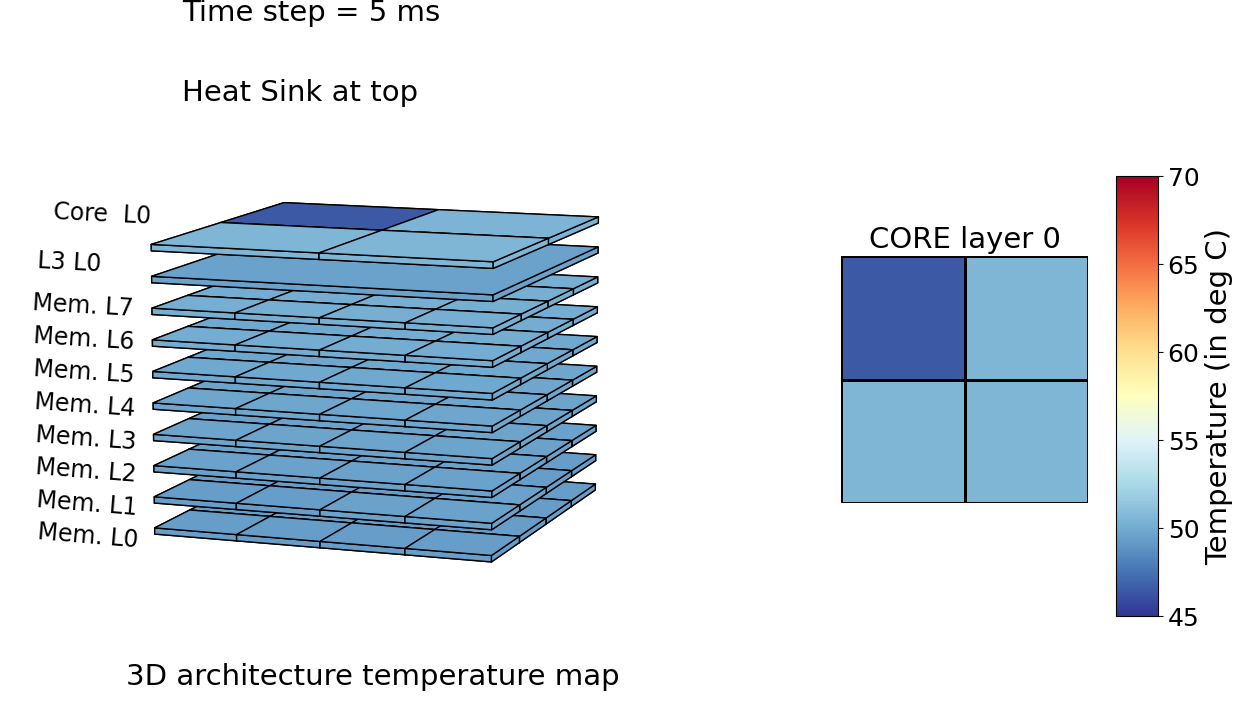 Time step = 5 ms
Heat Sink at top
Core  L0
L3 L0
Mem. L7
Mem. L6
Mem. L5
Mem. L4
Mem. L3
Mem. L2
Mem. L1
Mem. L0
3D architecture temperature map
CORE layer 0
70
65
60
55
50
45
Temperature (in deg C)